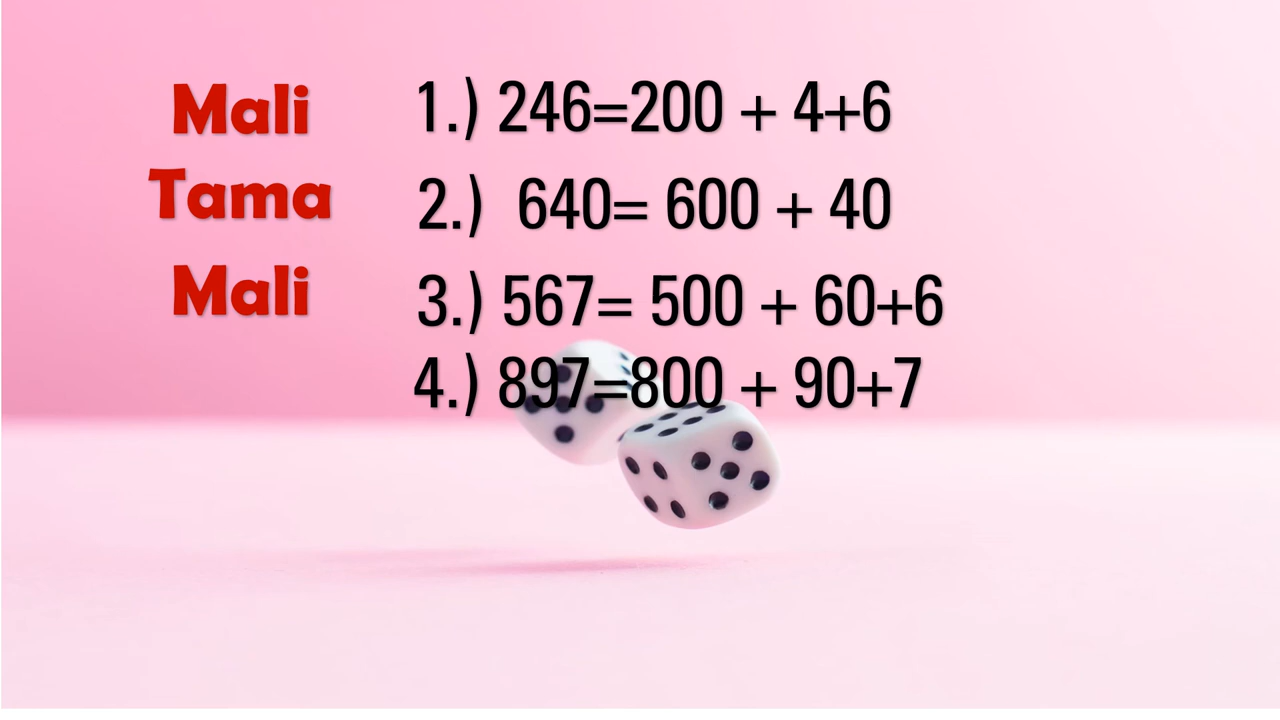 Mali 1.) 246=200 + 4+6
Tama 2.) 640= 600 + 40
Mali 3.) 567= 500 + 60+6
4.) 897=800 + 90+7